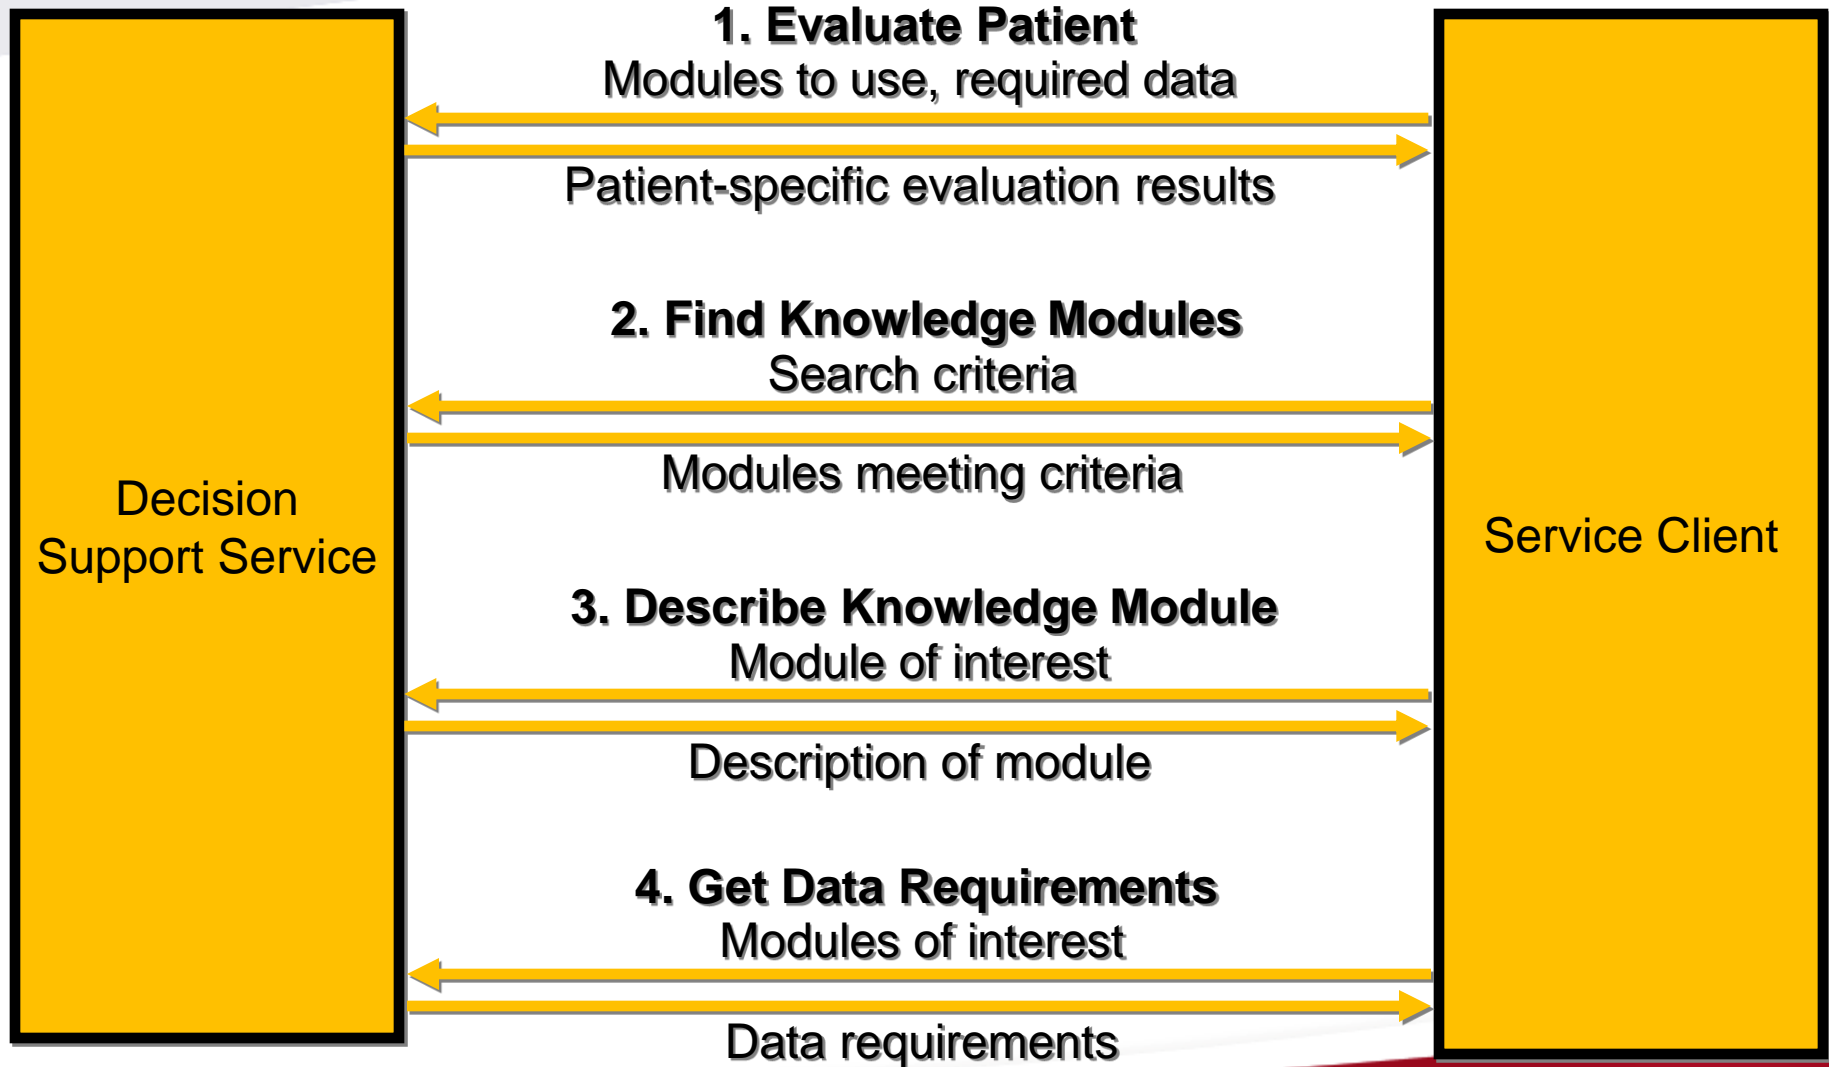 1. Evaluate Patient
Modules to use, required data
Patient-specific evaluation results
2. Find Knowledge Modules
Search criteria
Modules meeting criteria
Decision
Support Service
Service Client
3. Describe Knowledge Module
Module of interest
Description of module
4. Get Data Requirements
Modules of interest
Data requirements